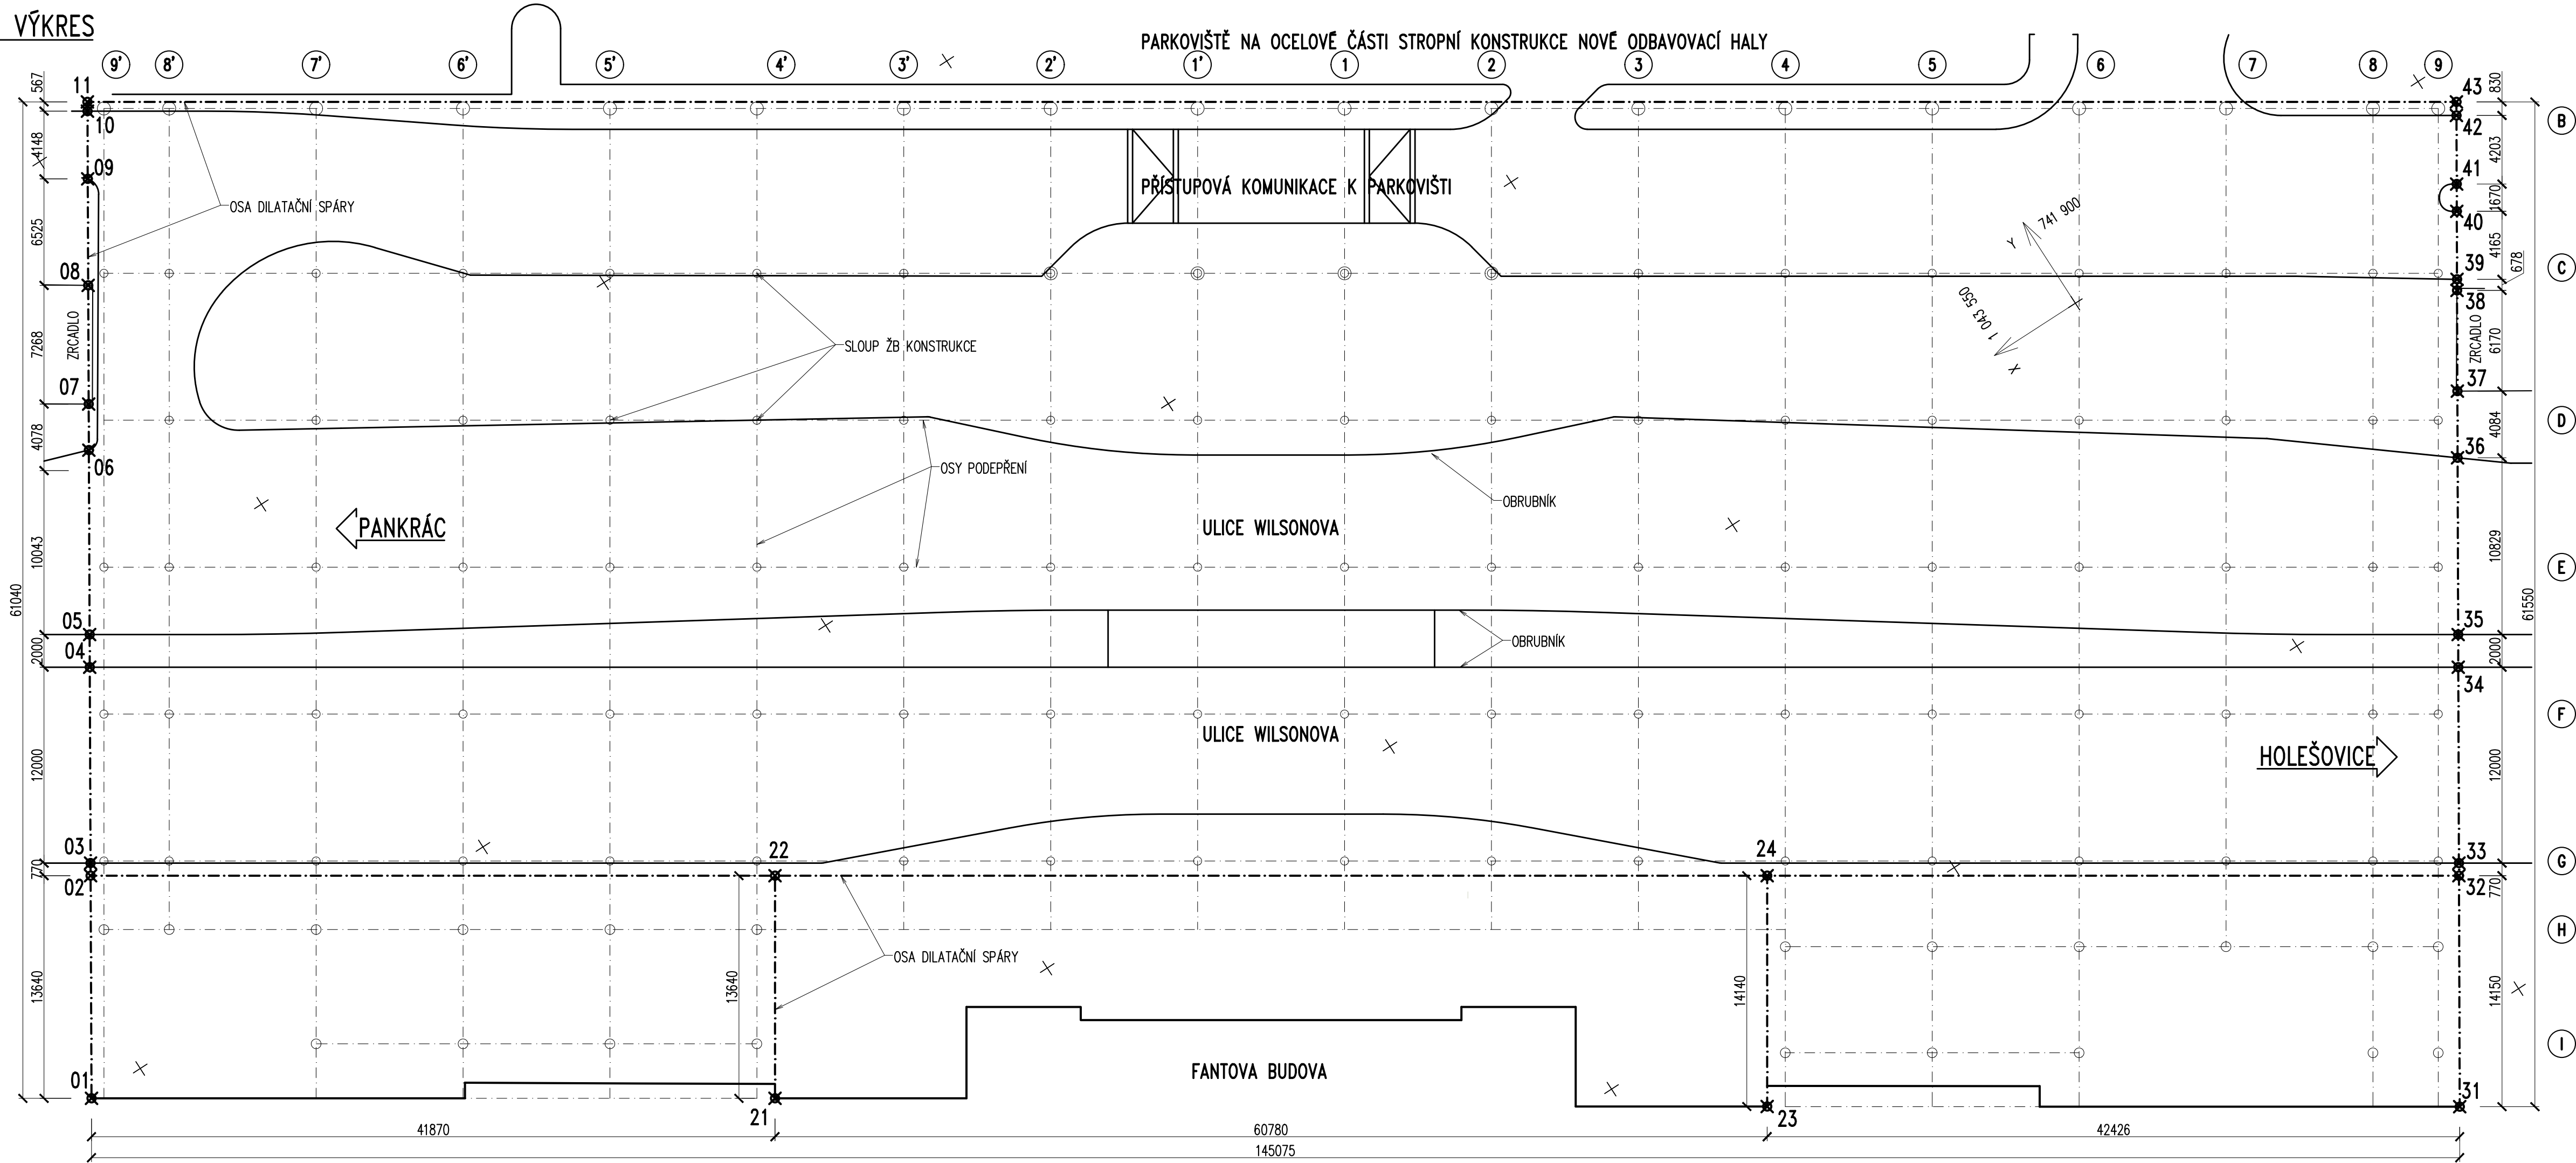 VÝKRES
PARKOVIŠTĚ NA OCELOVÉ ČÁSTI STROPNÍ KONSTRUKCE NOVÉ ODBAVOVACÍ HALY
9' 8' 7' 6' 5' 4' 3' 2' 1' 1 2 3 4 5 6 7 8 9
11
567
43
830
10
42
B
4148
4203
09
41
PŘÍSTUPOVÁ KOMUNIKACE K PARKOVIŠTI
OSA DILATAČNÍ SPÁRY
1670
40
741 900
Y
6525
4165
08
39
678
C
38
1 043 550
X
ZRCADLO
7268
SLOUP ŽB KONSTRUKCE
ZRCADLO
6170
07
37
4078
4084
D
06
36
OSY PODEPŘENÍ
OBRUBNÍK
PANKRÁC
ULICE WILSONOVA
10043
10829
E
61040
61550
05
35
2000
OBRUBNÍK
2000
04
34
F
ULICE WILSONOVA
HOLEŠOVICE
12000
12000
03
22
24
33
G
770
02
32
770
H
OSA DILATAČNÍ SPÁRY
13640
13640
14140
14150
I
FANTOVA BUDOVA
01
21
23
31
41870
60780
42426
145075